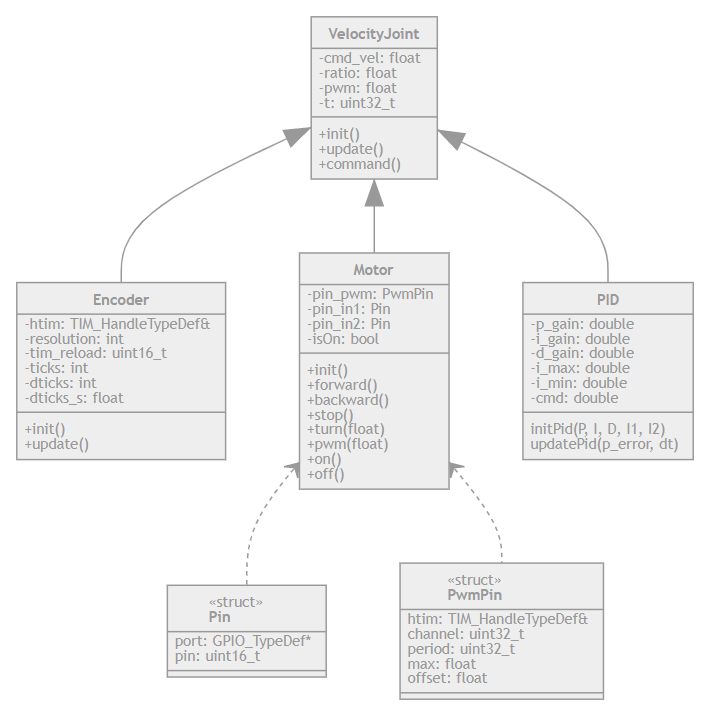 VelocityJoint
-cmd_vel: float
-ratio: float
-pwm: float
-t: uint32_t
+init()
+update()
+command()
Encoder
-htim: TIM_HandleTypeDef&
-resolution: int
-tim_reload: uint16_t
-ticks: int
-dticks: int
-dticks_s: float
+init()
+update()
Motor
-pin_pwm: PwmPin
-pin_in1: Pin
-pin_in2: Pin
-isOn: bool
+init()
+forward()
+backward()
+stop()
+turn(float)
+pwm(float)
+on()
+off()
PID
-p_gain: double
-i_gain: double
-d_gain: double
-i_max: double
-i_min: double
-cmd: double
initPid(P, I, D, I1, I2)
updatePid(p_error, dt)
«struct»
Pin
port: GPIO_TypeDef*
pin: uint16_t
«struct»
PwmPin
htim: TIM_HandleTypeDef&
channel: uint32_t
period: uint32_t
max: float
offset: float